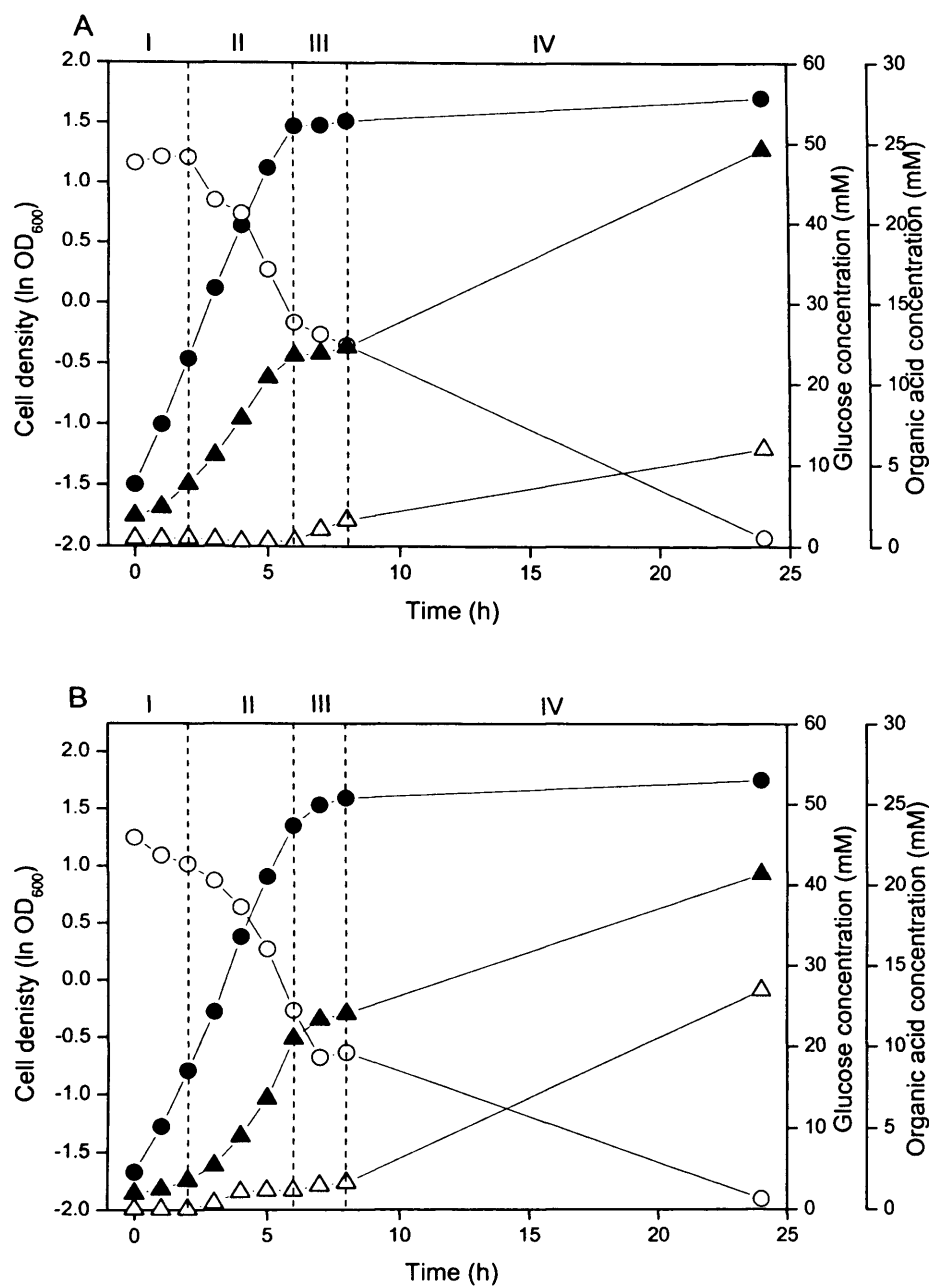 A
I II III IV
2.0 60 30
1.5 50 25
1.0 40 20
0.5
0.0 30 15
-0.5 20 10
-1.0
-1.5 10 5
-2.0 0 0
0 5 10 15 20 25
Cell density (ln OD600)
Glucose concentration (mM)
Organic acid concentration (mM)
Time (h)
B
I II III IV
2.0 60 30
1.5 50 25
1.0 40 20
0.5
0.0 30 15
-0.5 20 10
-1.0
-1.5 10 5
-2.0 0 0
0 5 10 15 20 25
Cell denisty (ln OD600)
Glucose concentration (mM)
Organic acid concentration (mM)
Time (h)